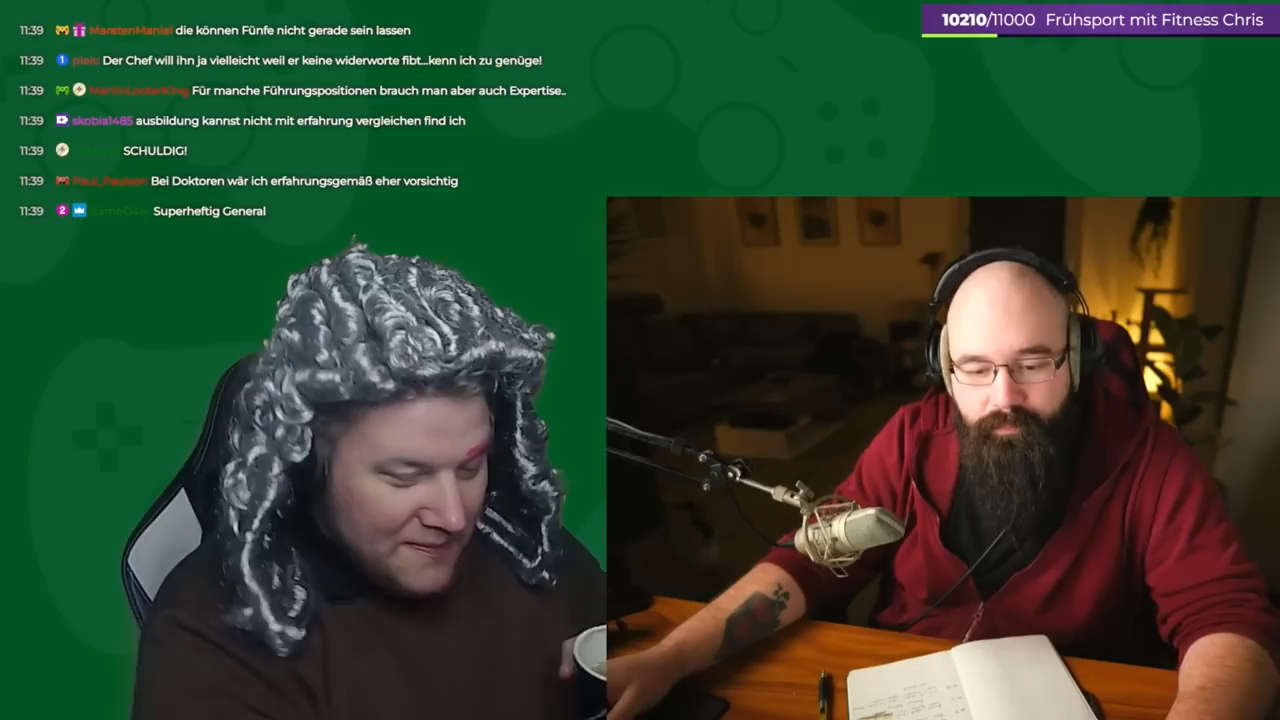 11:39 MaratenManiel die können Fünfe nicht gerade sein lassen
11:39 1 Der Chef will ihn ja vielleicht weil er keine widerworte fibt...kenn ich zu genüge!
11:39 Für manche Führungspositionen brauch man aber auch Expertise..
11:39 skobia1485 ausbildung kannst nicht mit erfahrung vergleichen find ich
11:39 SCHULDIG!
11:39 Paul_Paulsen Bei Doktoren wär ich erfahrungsgemäß eher vorsichtig
11:39 2 Superheftig General
10210/11000 Frühsport mit Fitness Chris